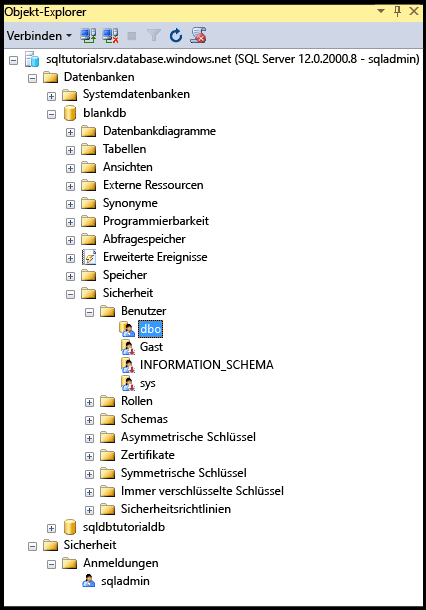 Objekt-Explorer
Verbinden
sqltutorialsrv.database.windows.net (SQL Server 12.0.2000.8 - sqladmin)
Datenbanken
Systemdatenbanken
blankdb
Datenbankdiagramme
Tabellen
Ansichten
Externe Ressourcen
Synonyme
Programmierbarkeit
Abfragespeicher
Erweiterte Ereignisse
Speicher
Sicherheit
Benutzer
dbo
Gast
INFORMATION_SCHEMA
sys
Rollen
Schemas
Asymmetrische Schlüssel
Zertifikate
Symmetrische Schlüssel
Immer verschlüsselte Schlüssel
Sicherheitsrichtlinien
sqldbtutorialdb
Sicherheit
Anmeldungen
sqladmin